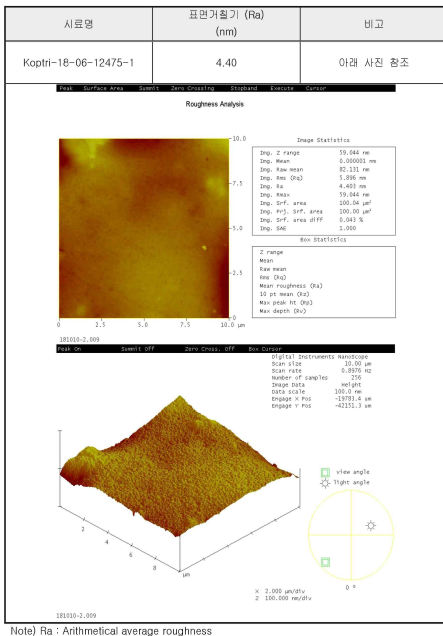 시료명
표면거칠기 (Ra)
(nm)
비고
Koptri-18-06-12475-1
4.40
아래 사진 참조
Peak Surface Area Summit Zero Crossing Stopband Execute Cursor
Roughness Analysis
10.0
7.5
5.0
2.5
0
0 2.5 5.0 7.5 10.0 µm
181010-2.009
Image Statistics
Img. Z range 59.044 nm
Img. Mean 0.000001 nm
Img. Raw mean 82.131 nm
Img. Rms (Rq) 5.896 nm
Img. Ra 4.403 nm
Img. Rmax 59.044 nm
Img. Srf. area 100.04 µm²
Img. Prj. Srf. area 100.00 µm²
Img. Srf. area diff 0.043 %
Img. SAE 1.000
Box Statistics
Z range
Mean
Raw mean
Rms (Rq)
Mean roughness (Ra)
10 pt mean (Rz)
Max peak ht (Rp)
Max depth (Rv)
Peak On Summit Off Zero Cross. Off Box Cursor
Digital Instruments NanoScope
Scan size 10.00 µm
Scan rate 0.8976 Hz
Number of samples 256
Image Data Height
Data scale 100.0 nm
Engage X Pos -19783.4 um
Engage Y Pos -42151.3 um
view angle
light angle
2
4
6
8
µm
X 2.000 µm/div
Z 100.000 nm/div
0 °
181010-2.009
Note) Ra : Arithmetical average roughness